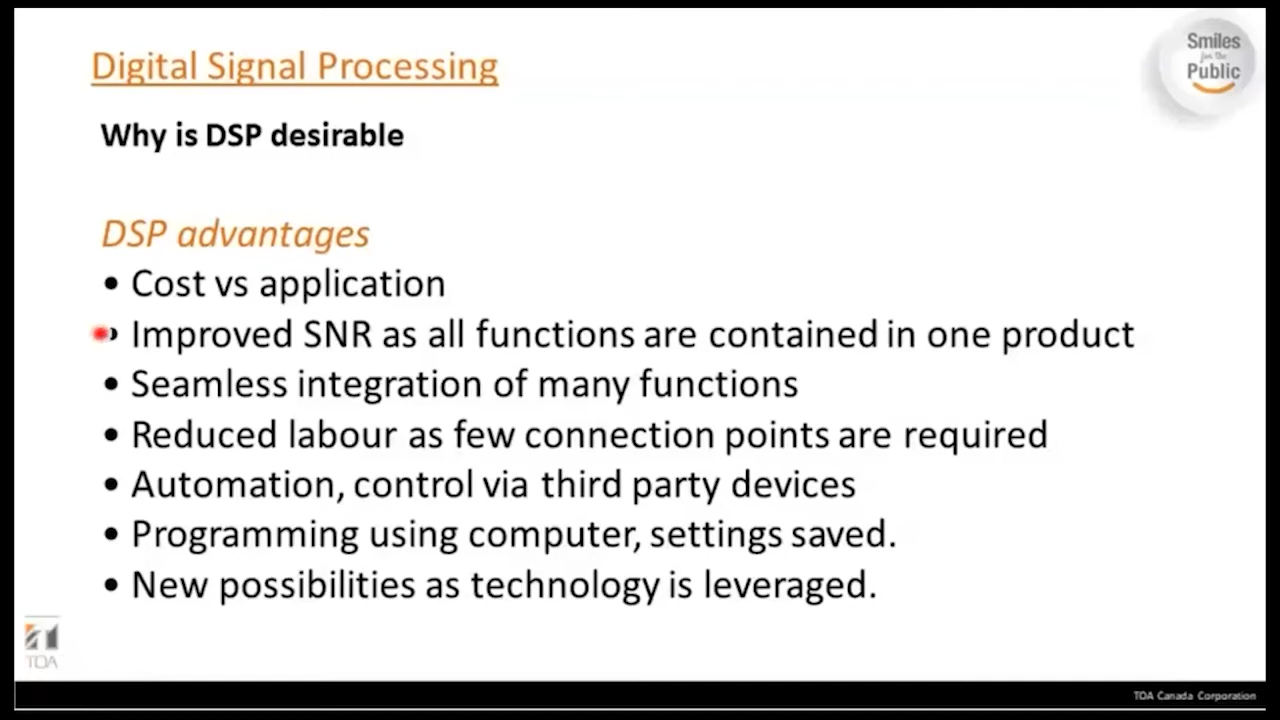 Digital Signal Processing
Smiles
for the
Public
Why is DSP desirable
DSP advantages
• Cost vs application
• Improved SNR as all functions are contained in one product
• Seamless integration of many functions
• Reduced labour as few connection points are required
• Automation, control via third party devices
• Programming using computer, settings saved.
• New possibilities as technology is leveraged.
TOA
TOA Canada Corporation